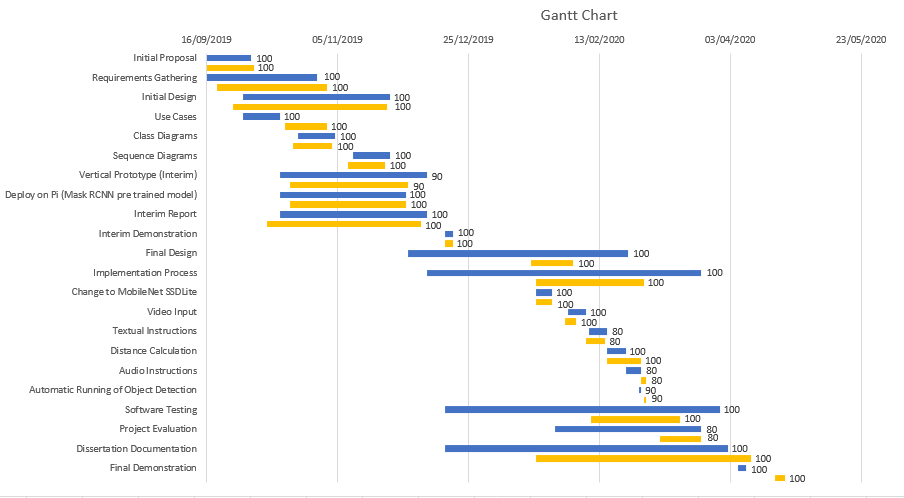 Gantt Chart
16/09/2019 05/11/2019 25/12/2019 13/02/2020 03/04/2020 23/05/2020
Initial Proposal 100
100
Requirements Gathering 100
100
Initial Design 100
100
Use Cases 100
100
Class Diagrams 100
100
Sequence Diagrams 100
100
Vertical Prototype (Interim) 90
90
Deploy on Pi (Mask RCNN pre trained model) 100
100
Interim Report 100
100
Interim Demonstration 100
100
Final Design 100
100
Implementation Process 100
100
Change to MobileNet SSDLite 100
100
Video Input 100
100
Textual Instructions 80
80
Distance Calculation 100
100
Audio Instructions 80
80
Automatic Running of Object Detection 90
90
Software Testing 100
100
Project Evaluation 80
80
Dissertation Documentation 100
100
Final Demonstration 100
100